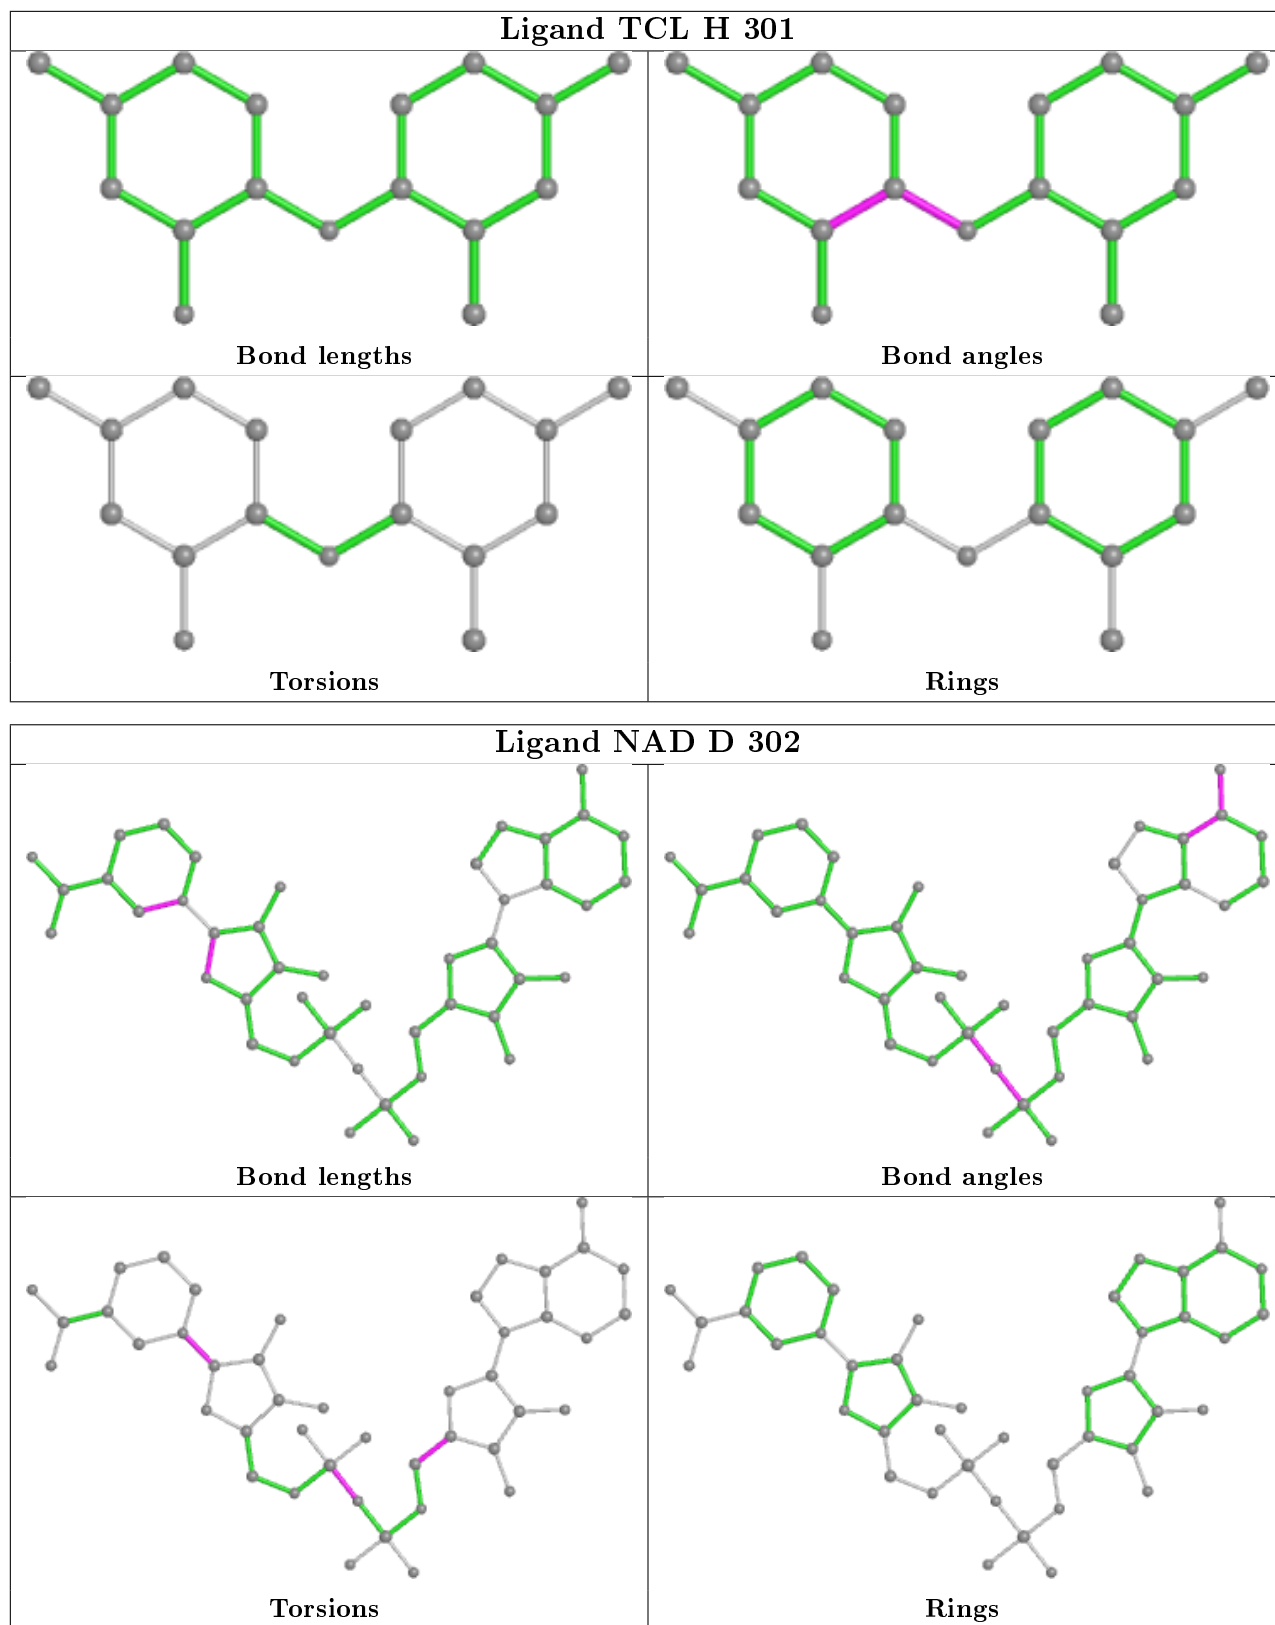 Ligand TCL H 301
Bond lengths
Bond angles
Torsions
Rings
Ligand NAD D 302
Bond lengths
Bond angles
Torsions
Rings